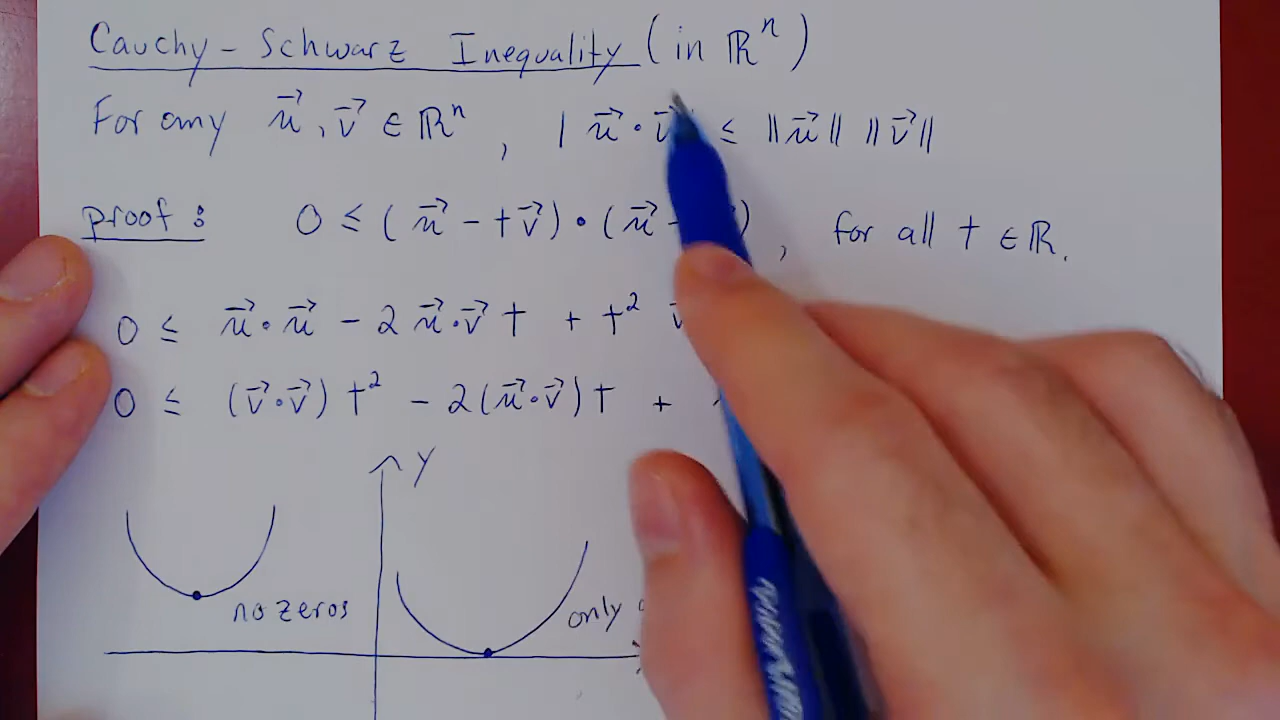 Cauchy - Schwarz Inequality (in ℝⁿ)
For any u⃗, v⃗ ∈ ℝⁿ, | u⃗ · v⃗ ≤ ‖u⃗‖ ‖v⃗‖
proof: 0 ≤ (u⃗ - tv⃗) · (u⃗ - ), for all t ∈ ℝ.
0 ≤ u⃗·u⃗ - 2 u⃗·v⃗ t + t² v⃗
0 ≤ (v⃗·v⃗) t² - 2(u⃗·v⃗)t +
y
no zeros
only